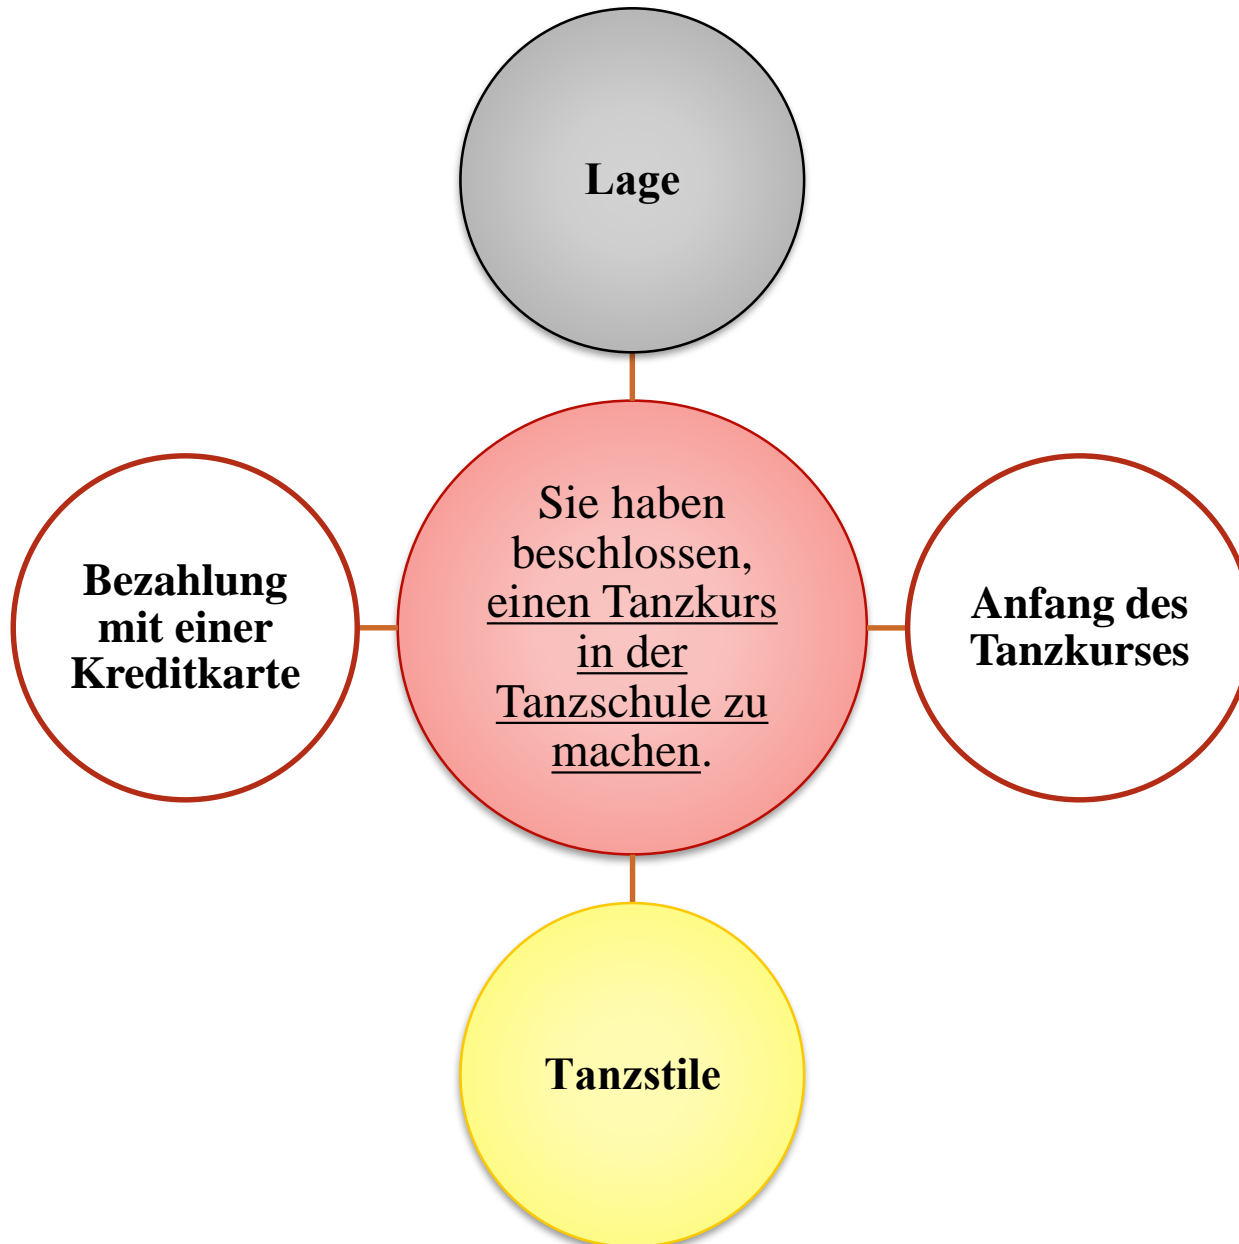 Lage
Bezahlung
mit einer
Kreditkarte
Sie haben
beschlossen,
einen Tanzkurs
in der
Tanzschule zu
machen.
Anfang des
Tanzkurses
Tanzstile